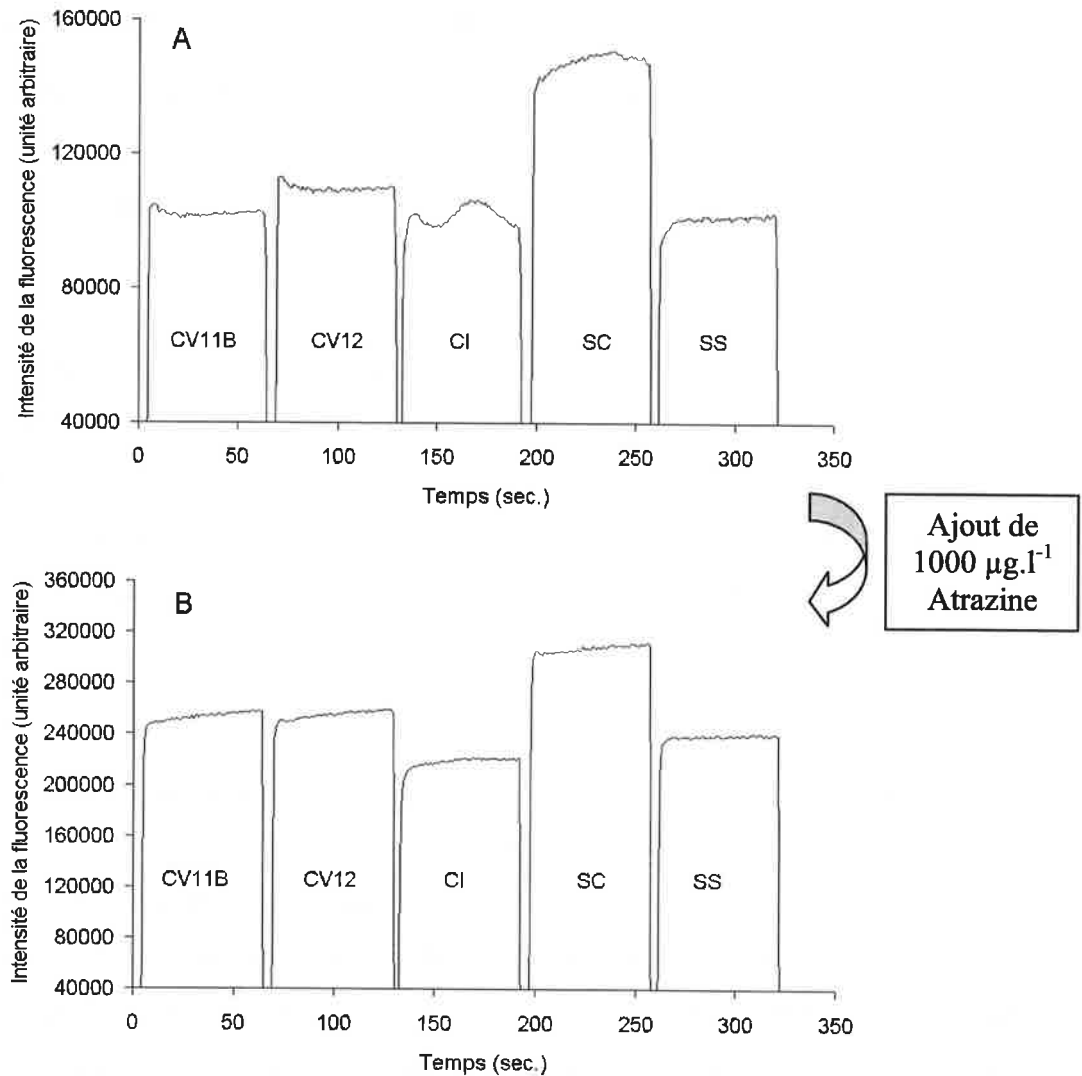 A
Intensité de la fluorescence (unité arbitraire)
160000
120000
80000
40000
CV11B
CV12
CI
SC
SS
0
50
100
150
200
250
300
350
Temps (sec.)
Ajout de
1000 µg.l⁻¹
Atrazine
B
Intensité de la fluorescence (unité arbitraire)
360000
320000
280000
240000
200000
160000
120000
80000
40000
CV11B
CV12
CI
SC
SS
0
50
100
150
200
250
300
350
Temps (sec.)